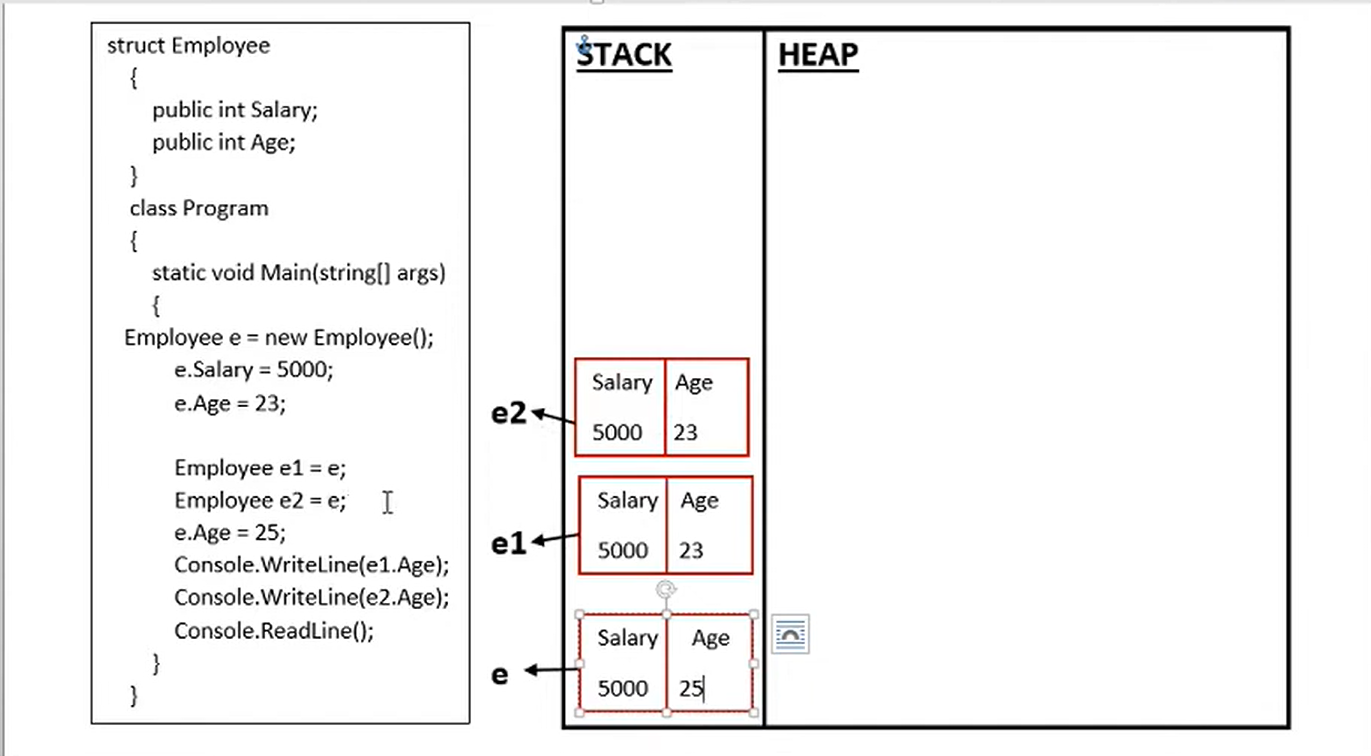 struct Employee
{
public int Salary;
public int Age;
}
class Program
{
static void Main(string[] args)
{
Employee e = new Employee();
e.Salary = 5000;
e.Age = 23;
Employee e1 = e;
Employee e2 = e;
e.Age = 25;
Console.WriteLine(e1.Age);
Console.WriteLine(e2.Age);
Console.ReadLine();
}
}
STACK
HEAP
e2
Salary Age
5000 23
e1
Salary Age
5000 23
e
Salary Age
5000 25